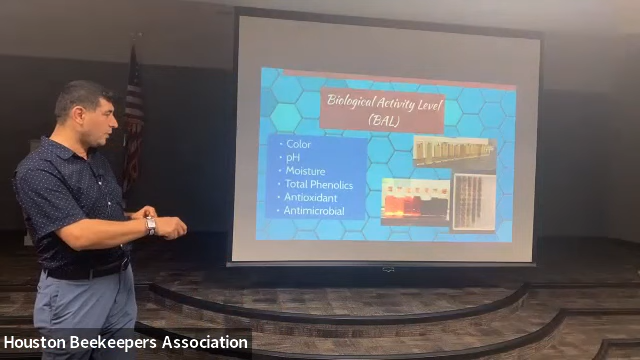 Biological Activity Level
(BAL)
• Color
• pH
• Moisture
• Total Phenolics
• Antioxidant
• Antimicrobial
Houston Beekeepers Association